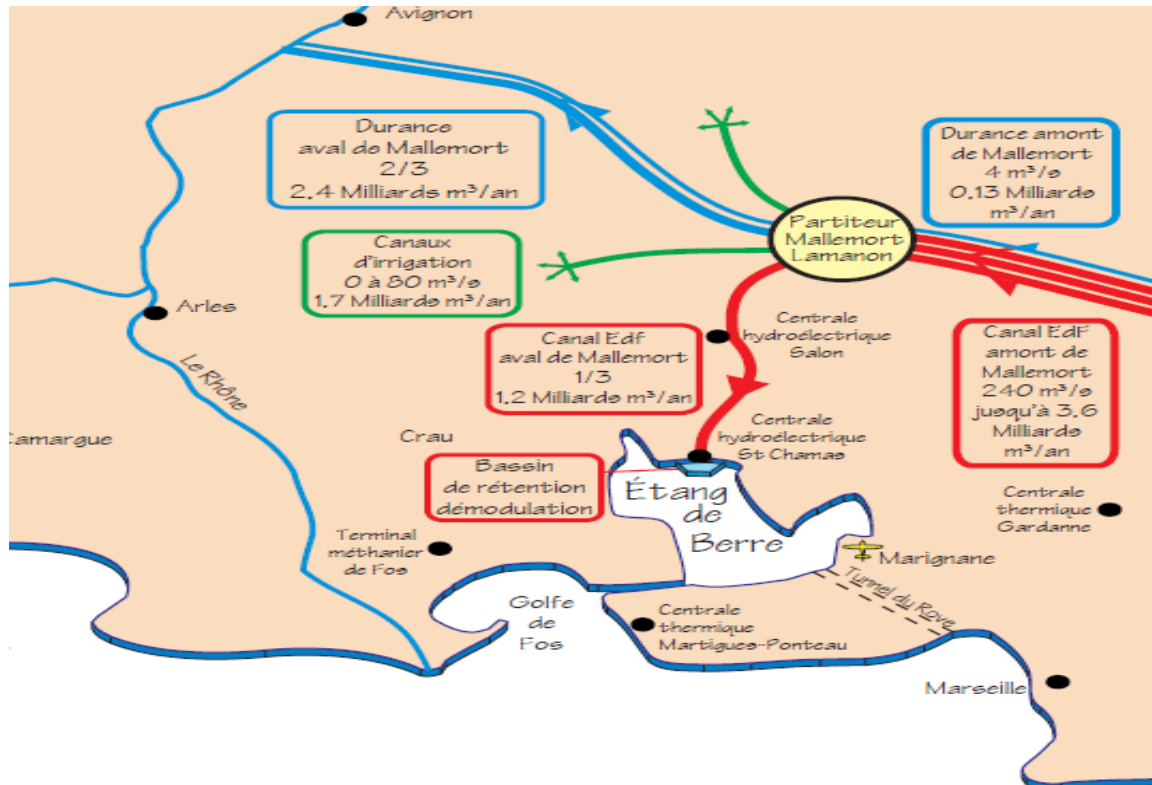 Avignon
Durance
aval de Mallemort
2/3
2.4 Milliards m³/an
Durance amont
de Mallemort
4 m³/s
0.13 Milliards
m³/an
Partiteur
Mallemort
Lamanon
Canaux
d'irrigation
0 à 80 m³/s
1.7 Milliards m³/an
Arles
Le Rhône
Canal Edf
aval de Mallemort
1/3
1.2 Milliards m³/an
Centrale
hydroélectrique
Salon
Canal EdF
amont de
Mallemort
240 m³/s
jusqu'à 3.6
Milliards
m³/an
Camargue
Crau
Centrale
hydroélectrique
St Chamas
Bassin
de rétention
démodulation
Étang
de
Berre
Centrale
thermique
Gardanne
Terminal
méthanier
de Fos
Marignane
Tunnel du Rove
Golfe
de
Fos
Centrale
thermique
Martigues-Ponteau
Marseille